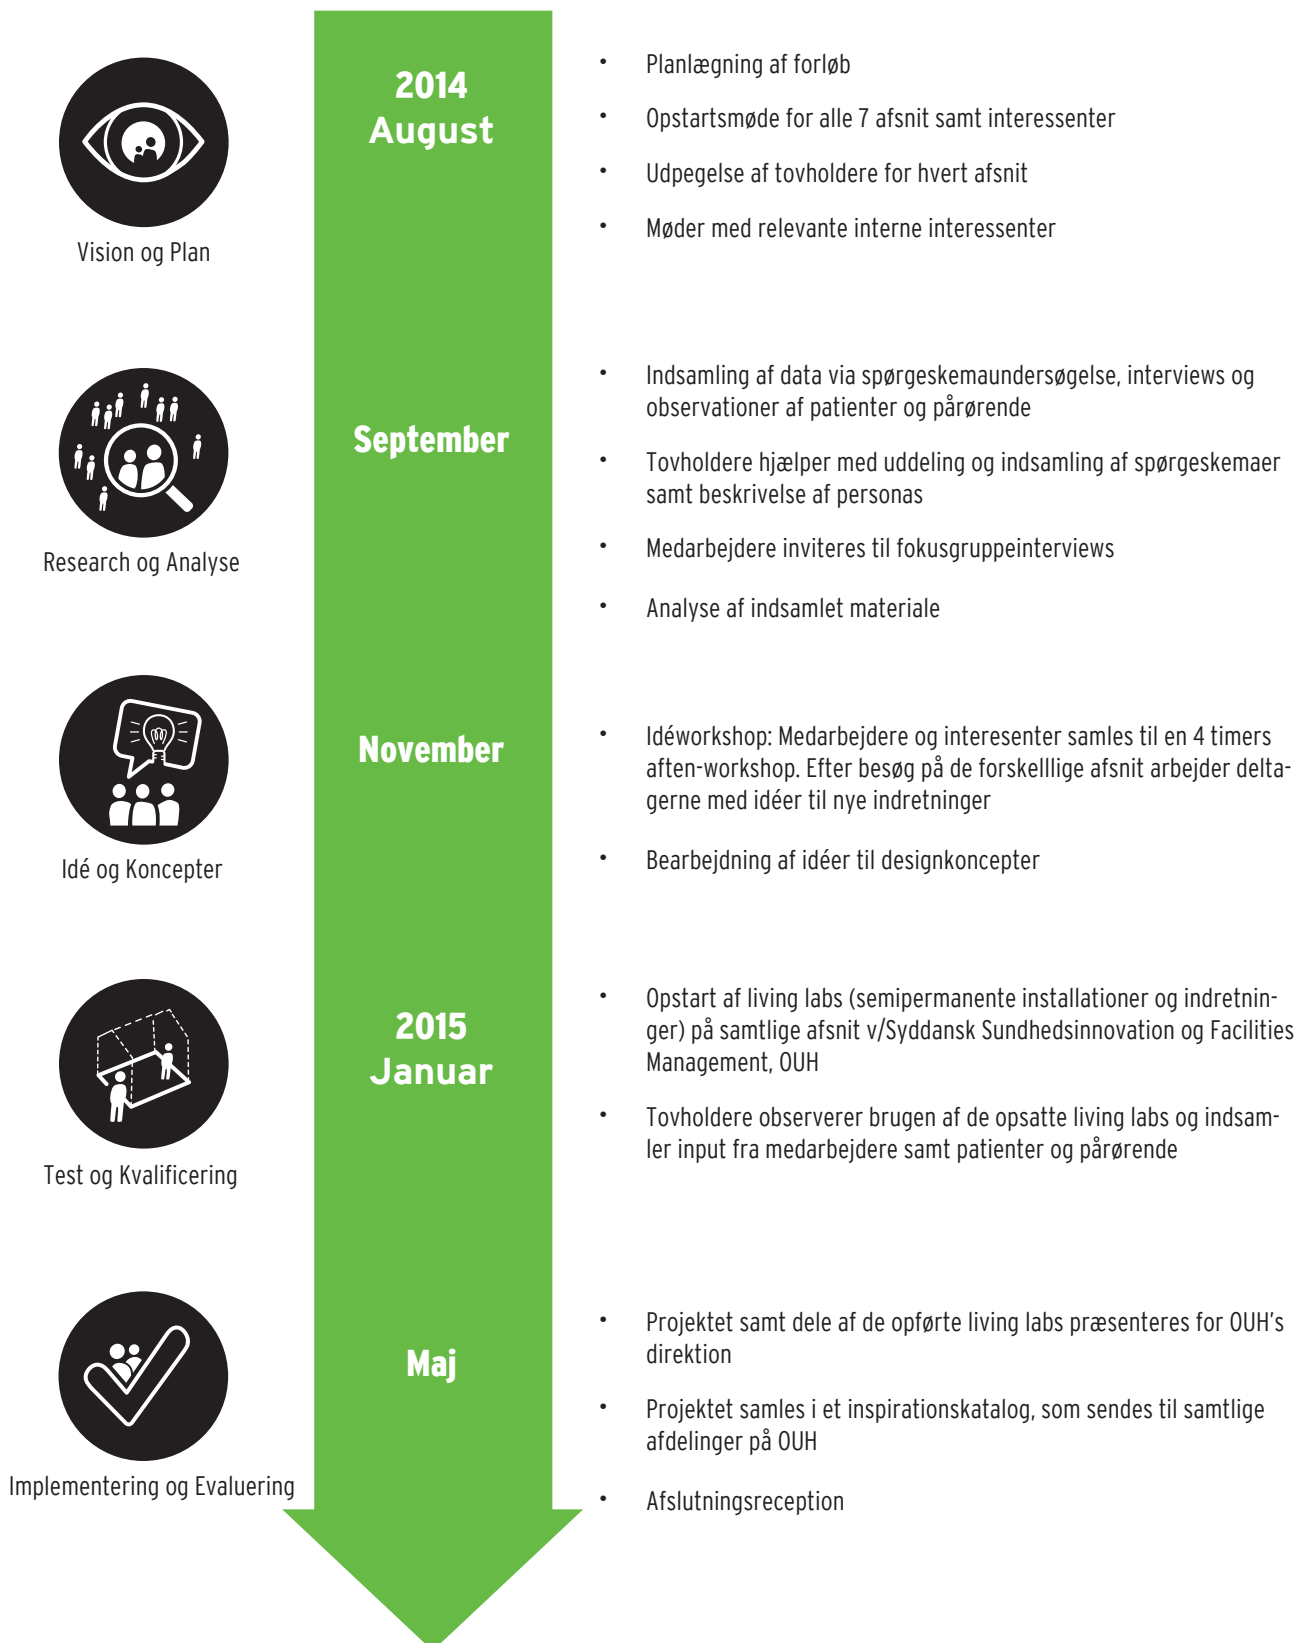 2014
August
Vision og Plan
• Planlægning af forløb
• Opstartsmøde for alle 7 afsnit samt interessenter
• Udpegelse af tovholdere for hvert afsnit
• Møder med relevante interne interessenter
September
Research og Analyse
• Indsamling af data via spørgeskemaundersøgelse, interviews og
observationer af patienter og pårørende
• Tovholdere hjælper med uddeling og indsamling af spørgeskemaer
samt beskrivelse af personas
• Medarbejdere inviteres til fokusgruppeinterviews
• Analyse af indsamlet materiale
November
Idé og Koncepter
• Idéworkshop: Medarbejdere og interesenter samles til en 4 timers
aften-workshop. Efter besøg på de forskelllige afsnit arbejder delta-
gerne med idéer til nye indretninger
• Bearbejdning af idéer til designkoncepter
2015
Januar
Test og Kvalificering
• Opstart af living labs (semipermanente installationer og indretnin-
ger) på samtlige afsnit v/Syddansk Sundhedsinnovation og Facilities
Management, OUH
• Tovholdere observerer brugen af de opsatte living labs og indsam-
ler input fra medarbejdere samt patienter og pårørende
Maj
Implementering og Evaluering
• Projektet samt dele af de opførte living labs præsenteres for OUH's
direktion
• Projektet samles i et inspirationskatalog, som sendes til samtlige
afdelinger på OUH
• Afslutningsreception